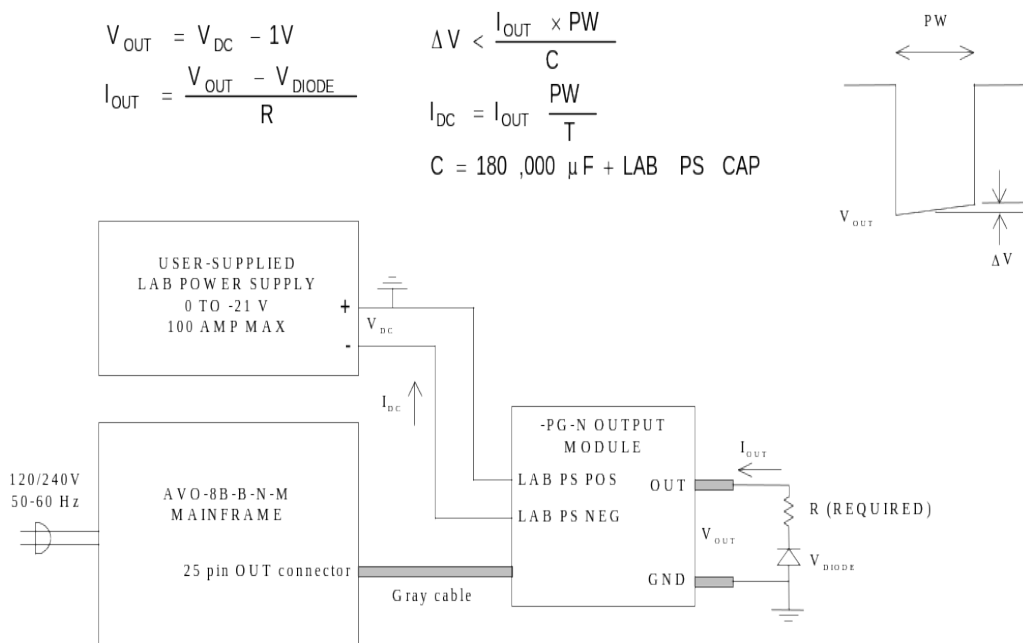 V OUT = V DC − 1V
I OUT = V OUT − V DIODE / R
Δ V < I OUT × PW / C
I DC = I OUT PW / T
C = 180 ,000 µ F + LAB PS CAP
PW
V OUT
Δ V
USER-SUPPLIED
LAB POWER SUPPLY
0 TO -21 V
100 AMP MAX
+
-
V DC
I DC
-PG-N OUTPUT
MODULE
LAB PS POS
LAB PS NEG
OUT
GND
I OUT
V OUT
R (REQUIRED)
V DIODE
120/240V
50-60 Hz
AVO-8B-B-N-M
MAINFRAME
25 pin OUT connector
Gray cable